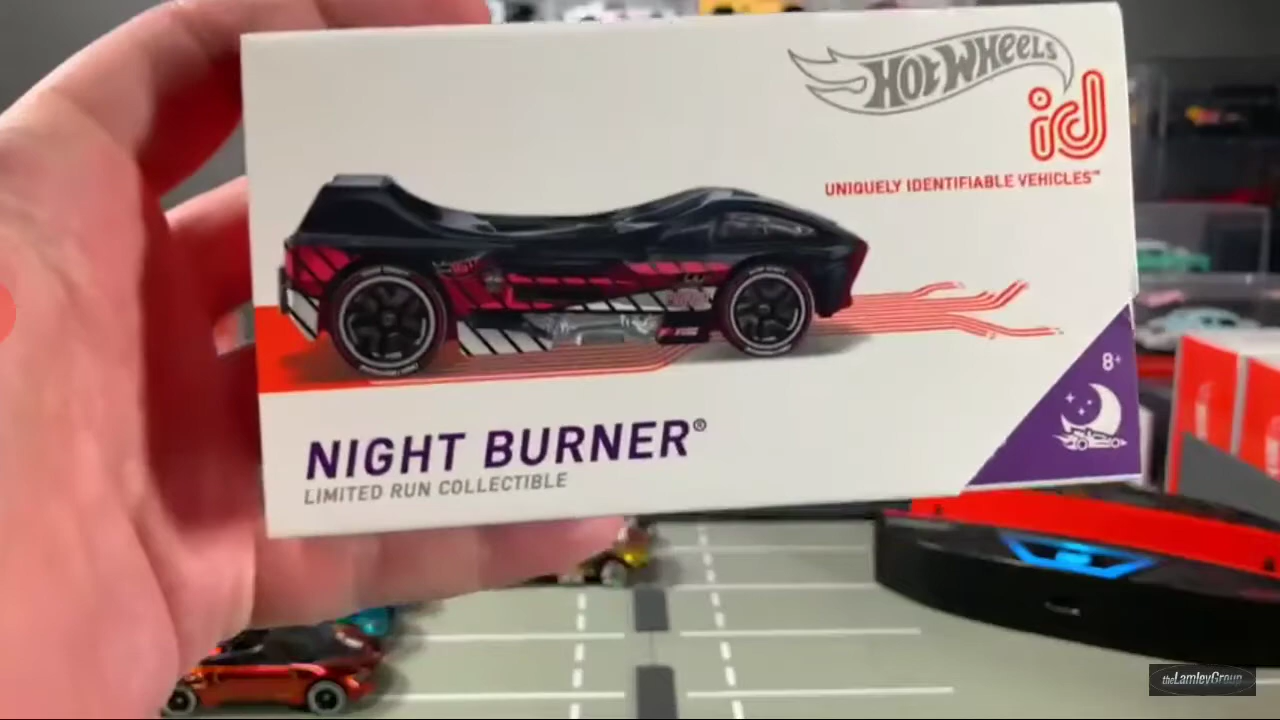 HOT WHEELS
id
UNIQUELY IDENTIFIABLE VEHICLES™
8+
NIGHT BURNER®
LIMITED RUN COLLECTIBLE
theLamleyGroup